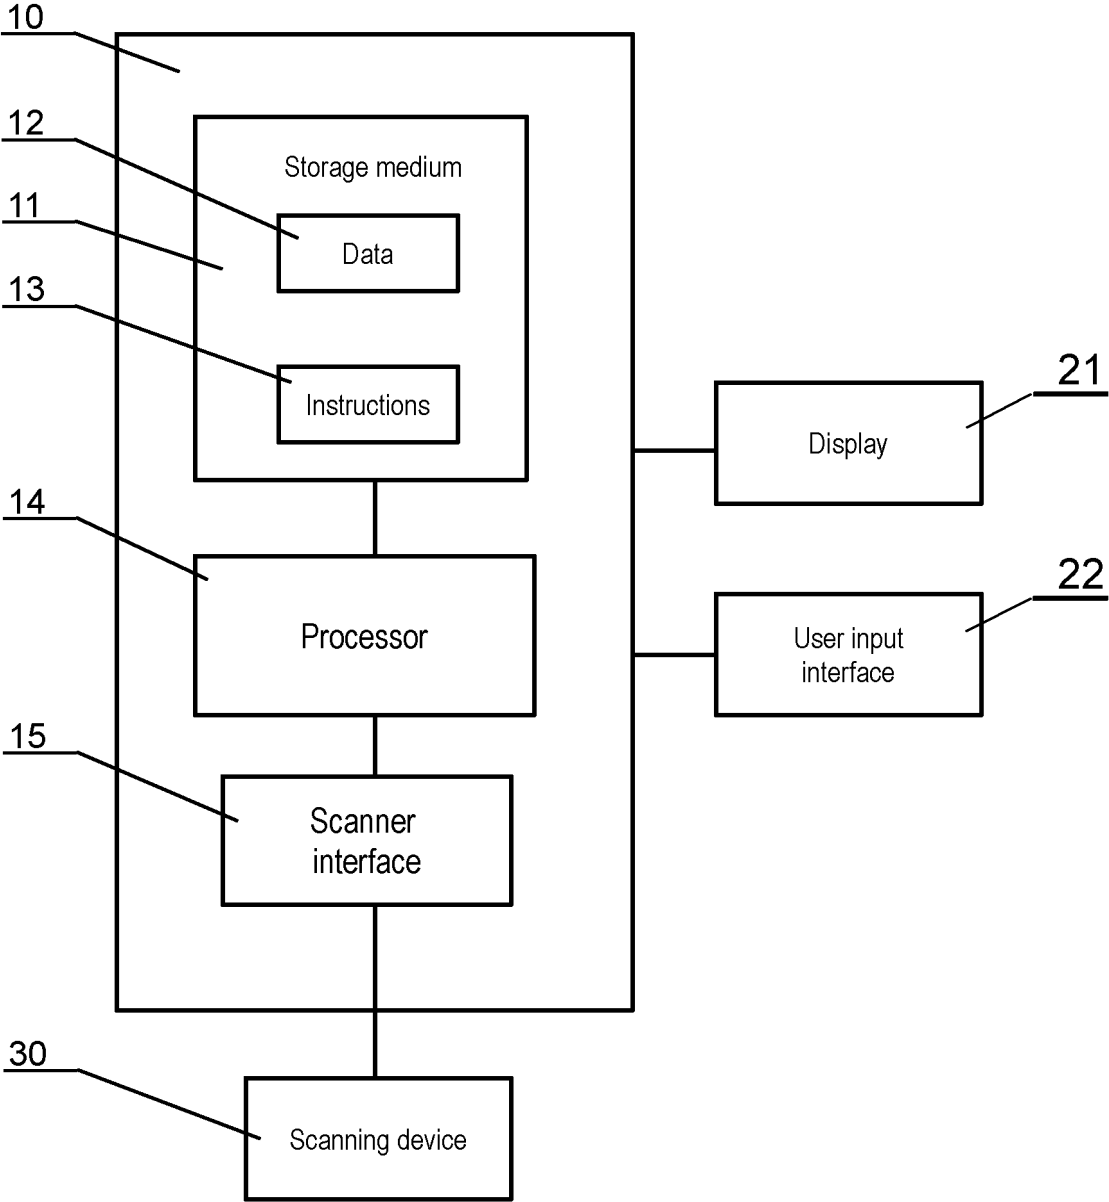 10
12
Storage medium
11
Data
13
Instructions
21
Display
14
Processor
22
User input
interface
15
Scanner
interface
30
Scanning device